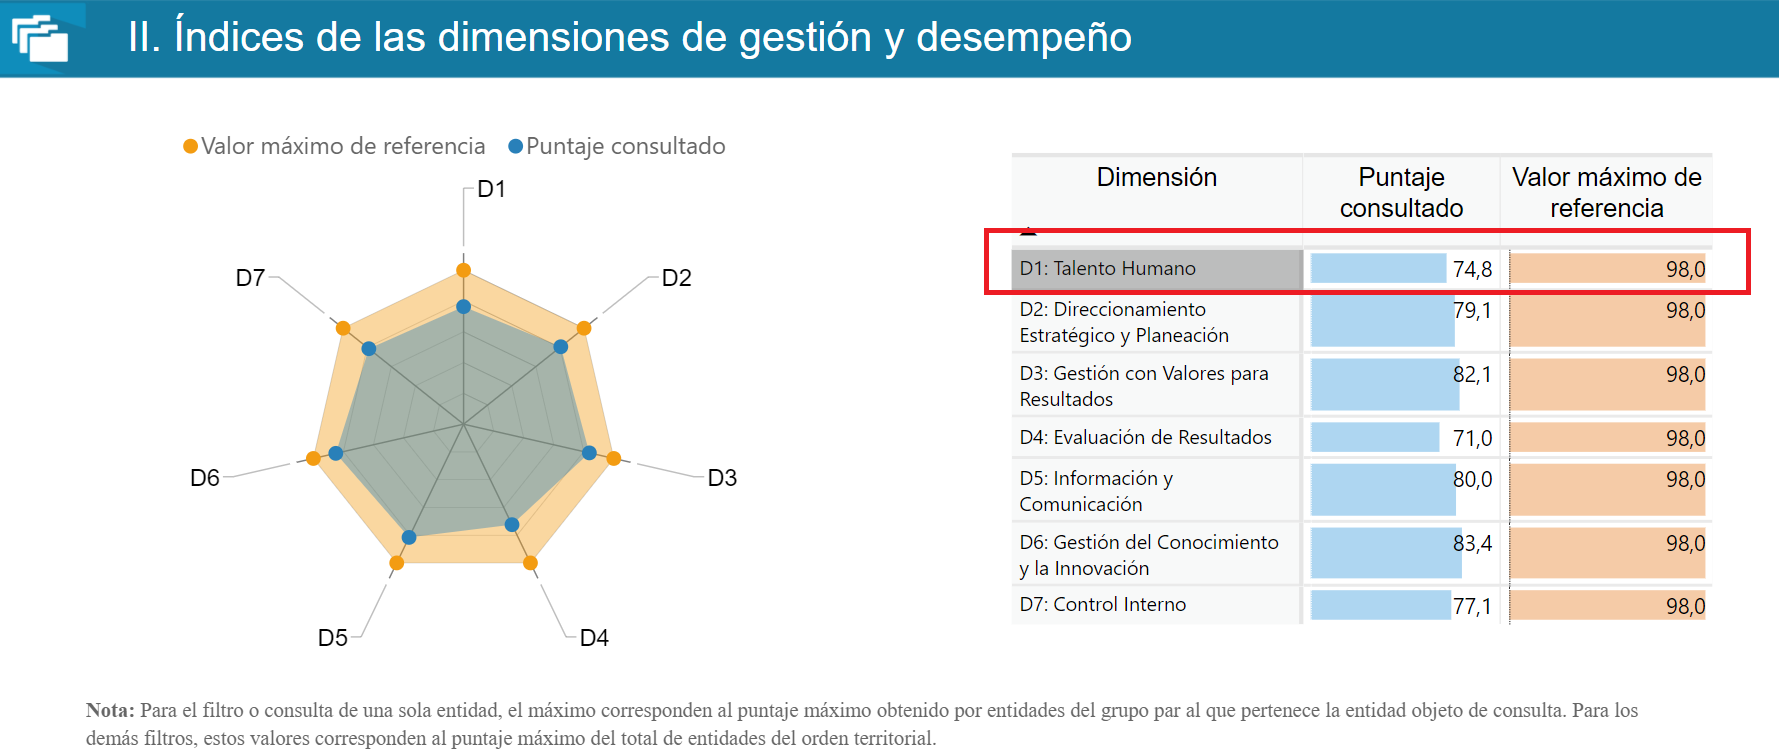 II. Índices de las dimensiones de gestión y desempeño
Valor máximo de referencia
Puntaje consultado
D1
D2
D3
D4
D5
D6
D7
Dimensión
Puntaje
consultado
Valor máximo de
referencia
D1: Talento Humano 74,8 98,0
D2: Direccionamiento
Estratégico y Planeación 79,1 98,0
D3: Gestión con Valores para
Resultados 82,1 98,0
D4: Evaluación de Resultados 71,0 98,0
D5: Información y
Comunicación 80,0 98,0
D6: Gestión del Conocimiento
y la Innovación 83,4 98,0
D7: Control Interno 77,1 98,0
Nota: Para el filtro o consulta de una sola entidad, el máximo corresponden al puntaje máximo obtenido por entidades del grupo par al que pertenece la entidad objeto de consulta. Para los
demás filtros, estos valores corresponden al puntaje máximo del total de entidades del orden territorial.